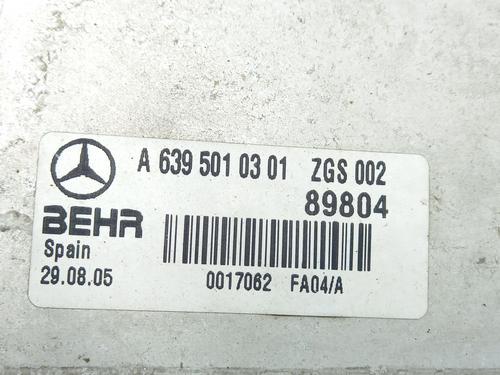 A 639 501 03 01 ZGS 002
89804
BEHR
Spain
29.08.05
0017062 FA04/A